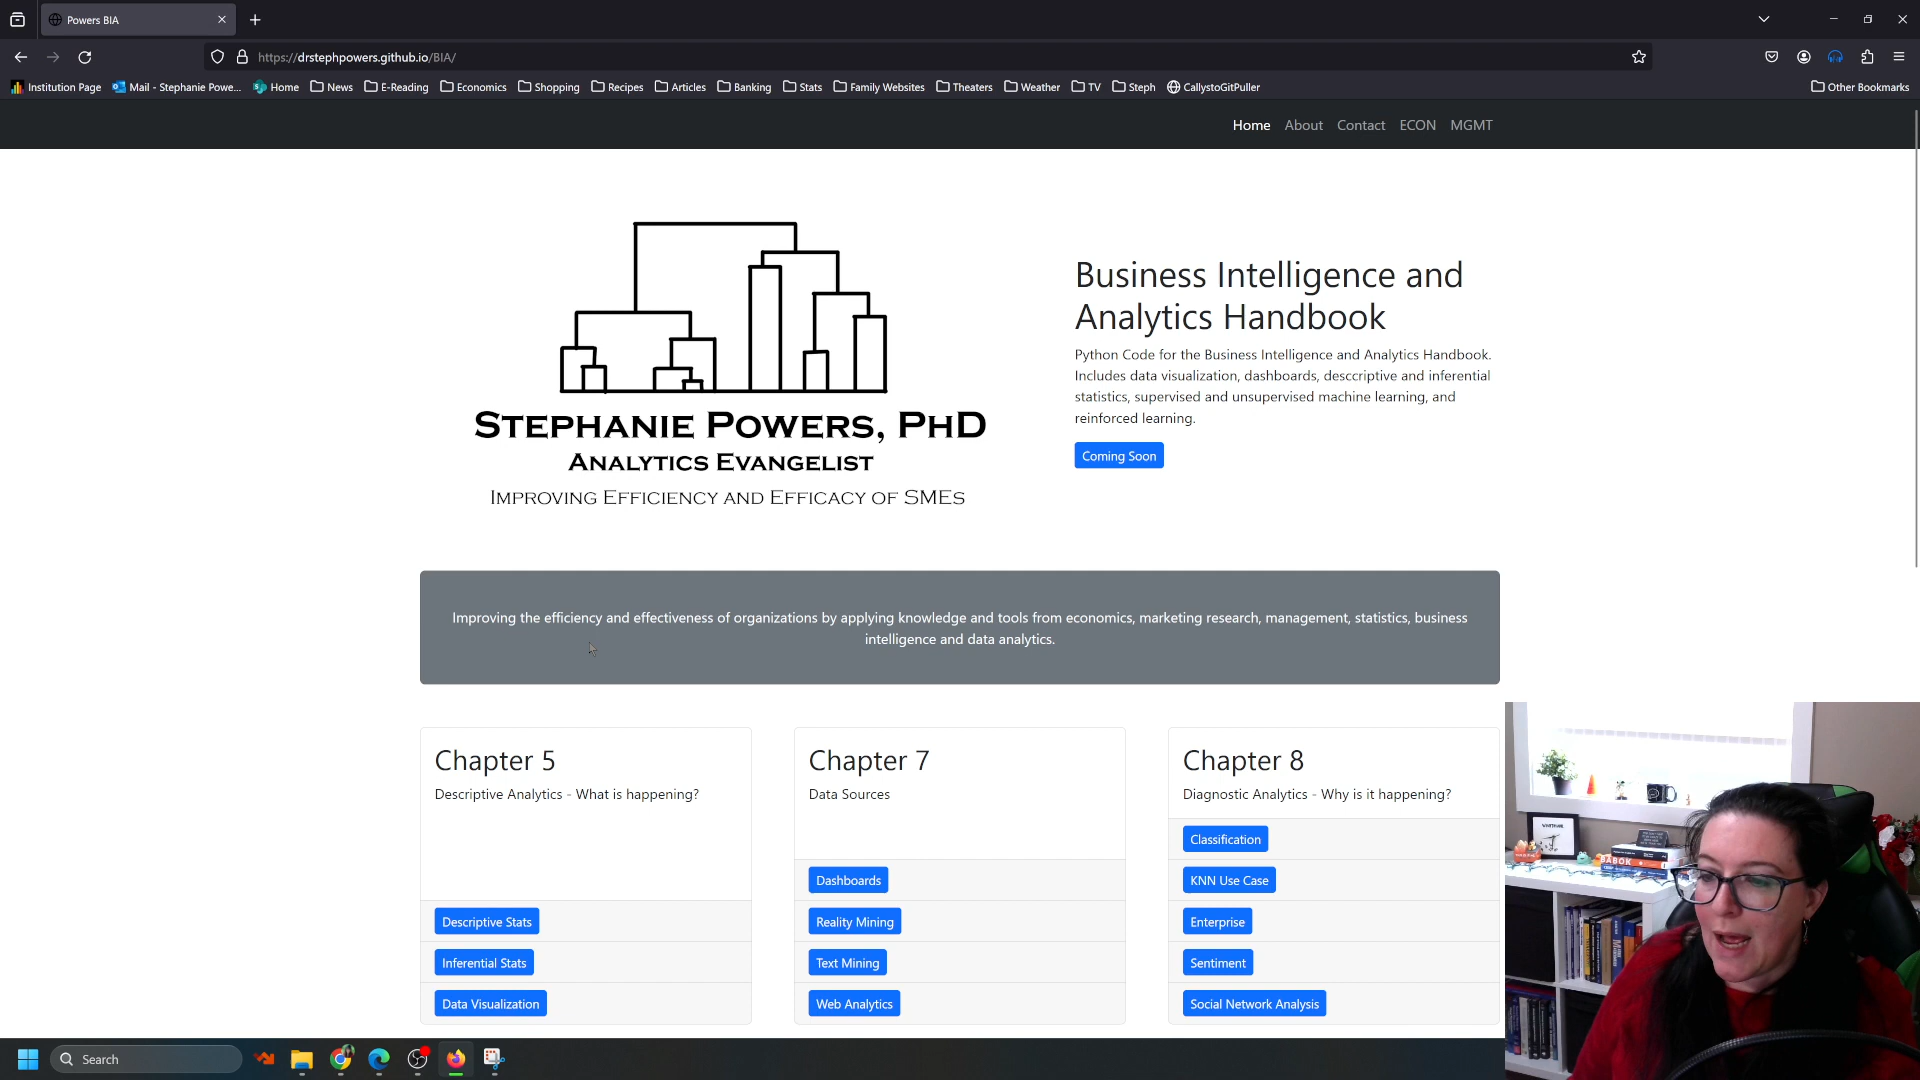 Powers BIA
https://drstephpowers.github.io/BIA/
Institution Page
Mail - Stephanie Powe...
Home
News
E-Reading
Economics
Shopping
Recipes
Articles
Banking
Stats
Family Websites
Theaters
Weather
TV
Steph
CallystoGitPuller
Other Bookmarks
Home About Contact ECON MGMT
STEPHANIE POWERS, PHD
ANALYTICS EVANGELIST
IMPROVING EFFICIENCY AND EFFICACY OF SMES
Business Intelligence and
Analytics Handbook
Python Code for the Business Intelligence and Analytics Handbook.
Includes data visualization, dashboards, desccriptive and inferential
statistics, supervised and unsupervised machine learning, and
reinforced learning.
Coming Soon
Improving the efficiency and effectiveness of organizations by applying knowledge and tools from economics, marketing research, management, statistics, business
intelligence and data analytics.
Chapter 5
Descriptive Analytics - What is happening?
Descriptive Stats
Inferential Stats
Data Visualization
Chapter 7
Data Sources
Dashboards
Reality Mining
Text Mining
Web Analytics
Chapter 8
Diagnostic Analytics - Why is it happening?
Classification
KNN Use Case
Enterprise
Sentiment
Social Network Analysis
BABOK
Search